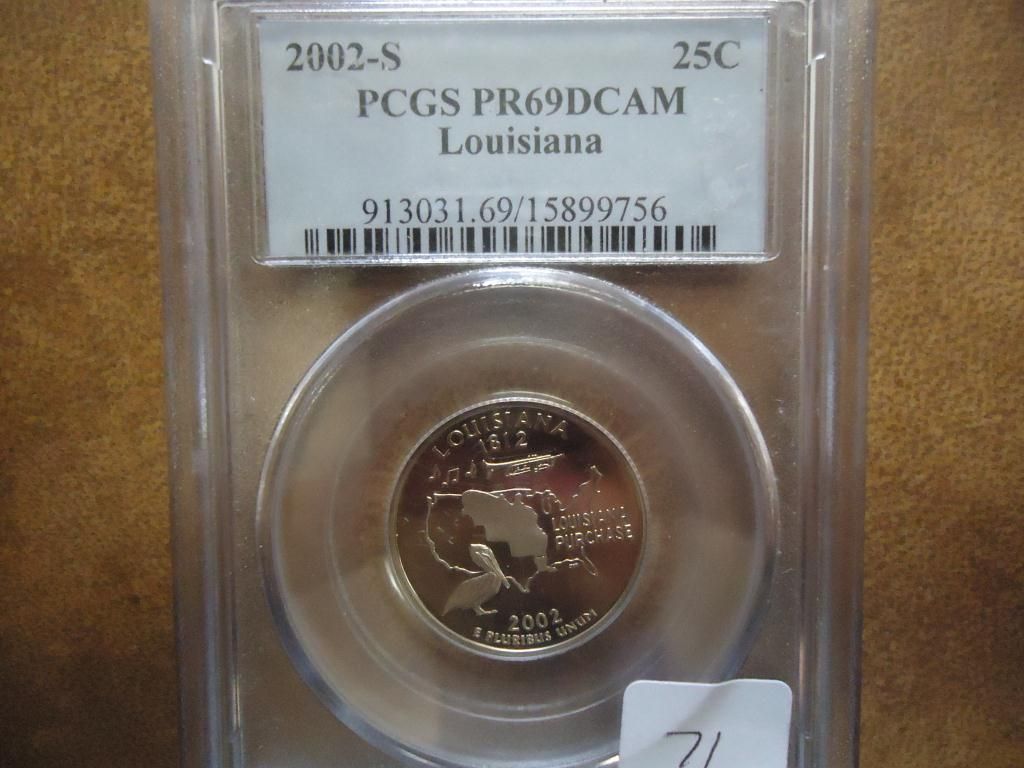 2002-S 25C
PCGS PR69DCAM
Louisiana
913031.69/15899756
LOUISIANA
1812
LOUISIANA
PURCHASE
2002
E PLURIBUS UNUM
71